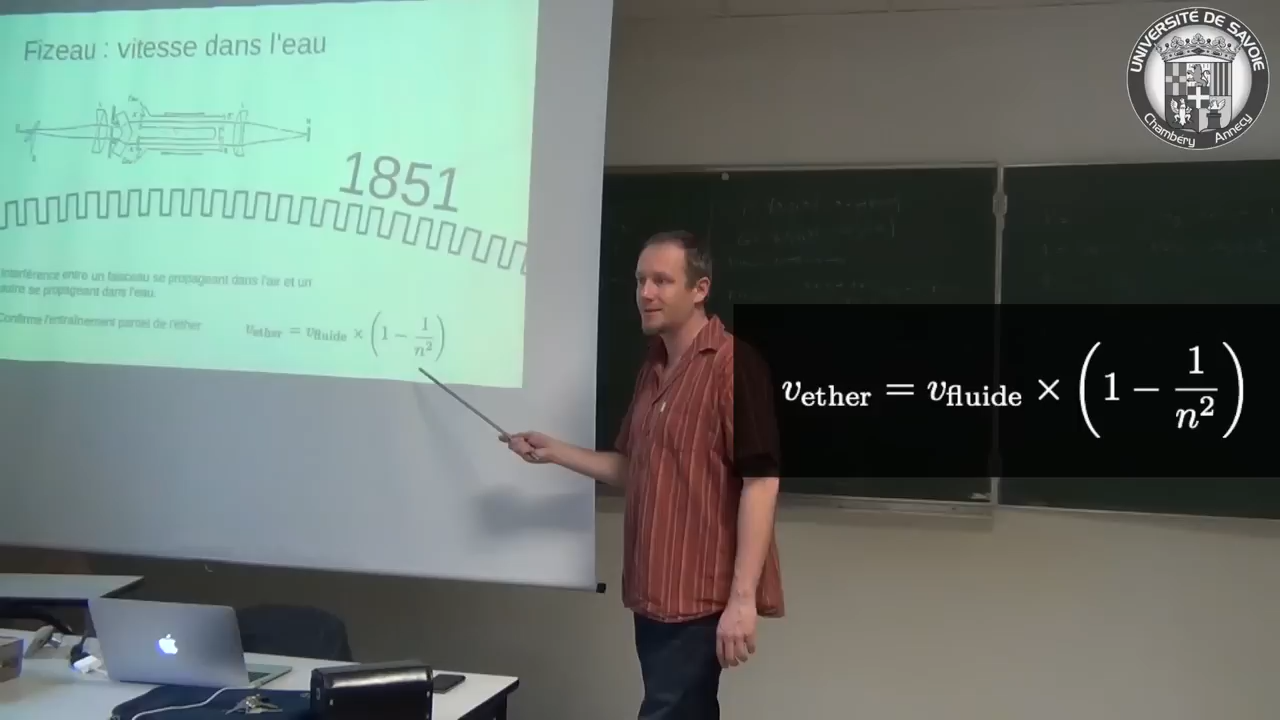 Fizeau : vitesse dans l'eau
1851
Interférence entre un faisceau se propageant dans l'air et un
autre se propageant dans l'eau.
Confirme l'entraînement partiel de l'éther
v_ether = v_fluide × (1 − 1/n²)
UNIVERSITÉ DE SAVOIE
Chambéry Annecy
v_ether = v_fluide × (1 − 1/n²)